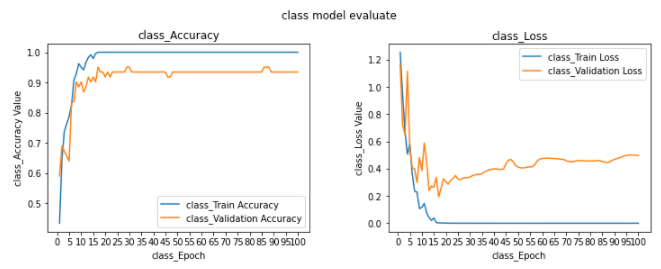 class model evaluate
class_Accuracy
class_Accuracy Value
1.0
0.9
0.8
0.7
0.6
0.5
class_Train Accuracy
class_Validation Accuracy
0 5 10 15 20 25 30 35 40 45 50 55 60 65 70 75 80 85 90 95 100
class_Epoch
class_Loss
class_Loss Value
1.2
1.0
0.8
0.6
0.4
0.2
0.0
class_Train Loss
class_Validation Loss
0 5 10 15 20 25 30 35 40 45 50 55 60 65 70 75 80 85 90 95 100
class_Epoch